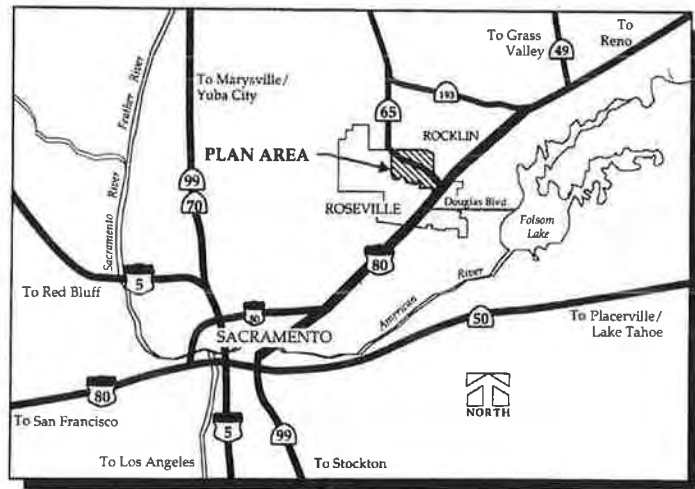 To Grass
Valley
49
To
Reno
Feather River
To Marysville/
Yuba City
65
193
ROCKLIN
PLAN AREA
99
70
ROSEVILLE
Douglas Blvd.
Folsom
Lake
Sacramento River
80
American River
5
To Red Bluff
80
SACRAMENTO
50
To Placerville/
Lake Tahoe
80
To San Francisco
NORTH
5
99
To Los Angeles
To Stockton